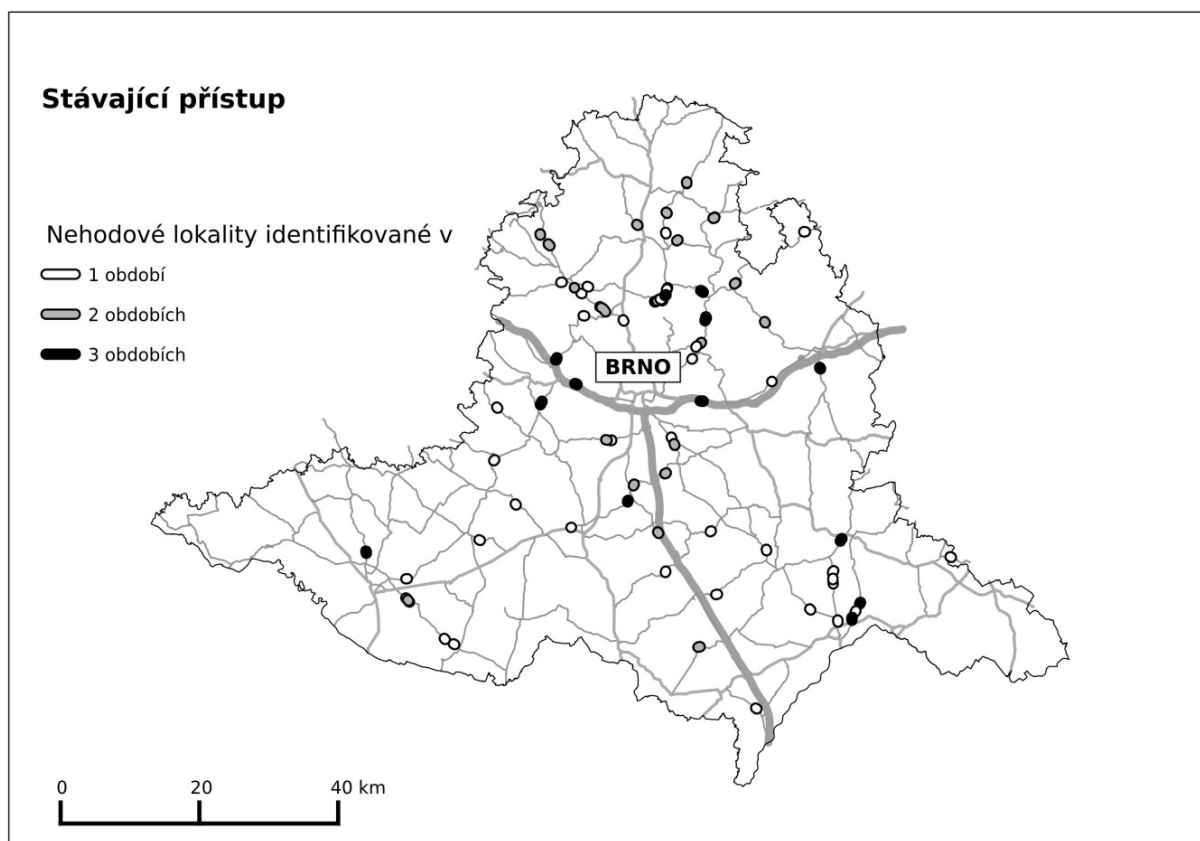 Stávající přístup
Nehodové lokality identifikované v
1 období
2 obdobích
3 obdobích
BRNO
0 20 40 km